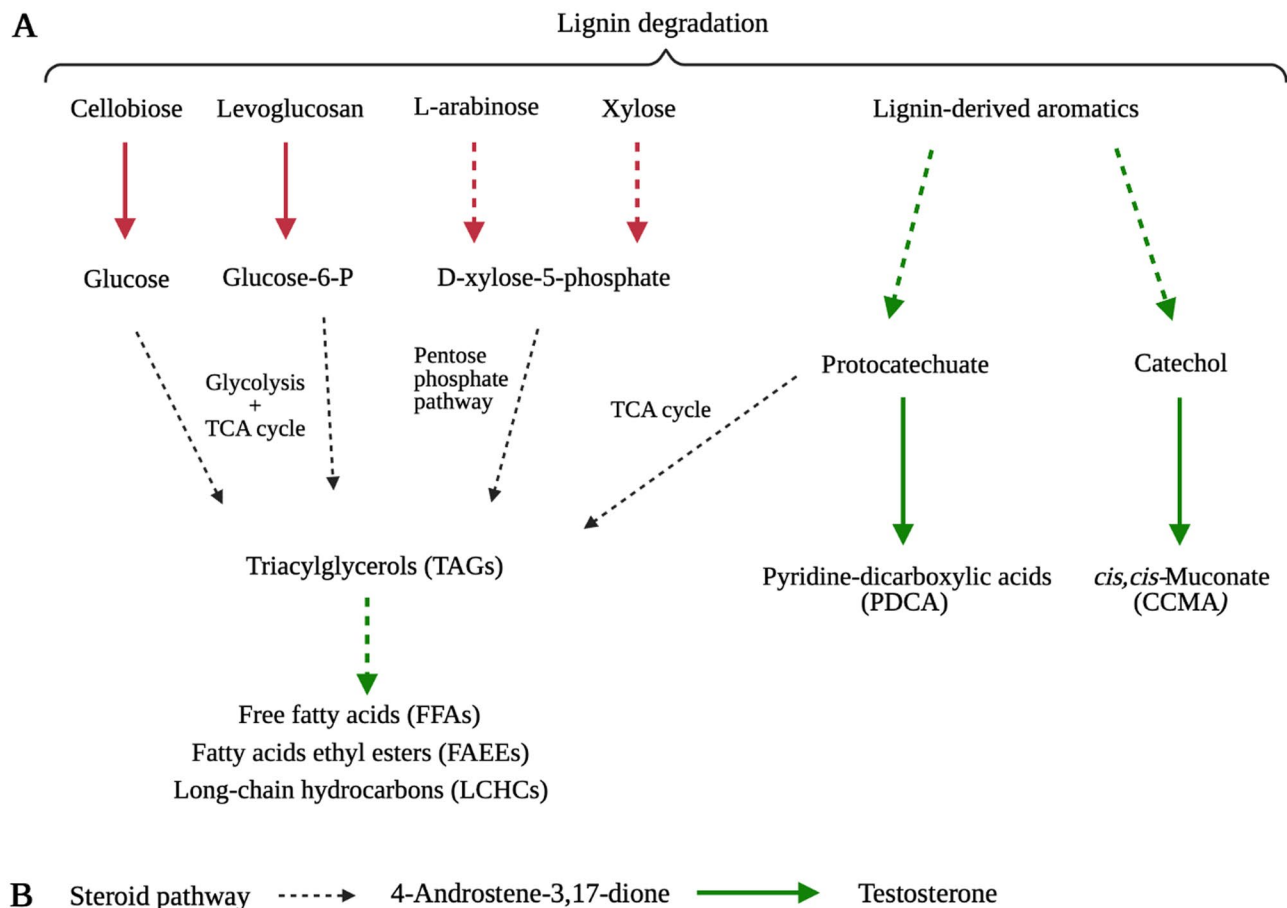 A
Lignin degradation
Cellobiose Levoglucosan L-arabinose Xylose Lignin-derived aromatics
Glucose Glucose-6-P D-xylose-5-phosphate
Glycolysis
+
TCA cycle
Pentose
phosphate
pathway
TCA cycle
Protocatechuate Catechol
Triacylglycerols (TAGs)
Pyridine-dicarboxylic acids
(PDCA)
cis,cis-Muconate
(CCMA)
Free fatty acids (FFAs)
Fatty acids ethyl esters (FAEEs)
Long-chain hydrocarbons (LCHCs)
B Steroid pathway 4-Androstene-3,17-dione Testosterone